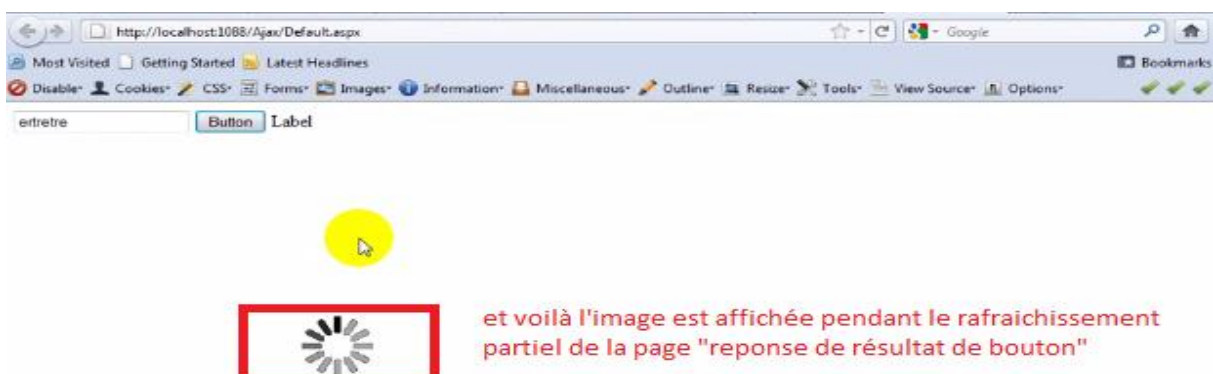 http://localhost:1088/Ajax/Default.aspx
Google
Most Visited Getting Started Latest Headlines Bookmarks
Disable Cookies CSS Forms Images Information Miscellaneous Outline Resize Tools View Source Options
ertretre Button Label
et voilà l'image est affichée pendant le rafraichissement
partiel de la page "reponse de résultat de bouton"